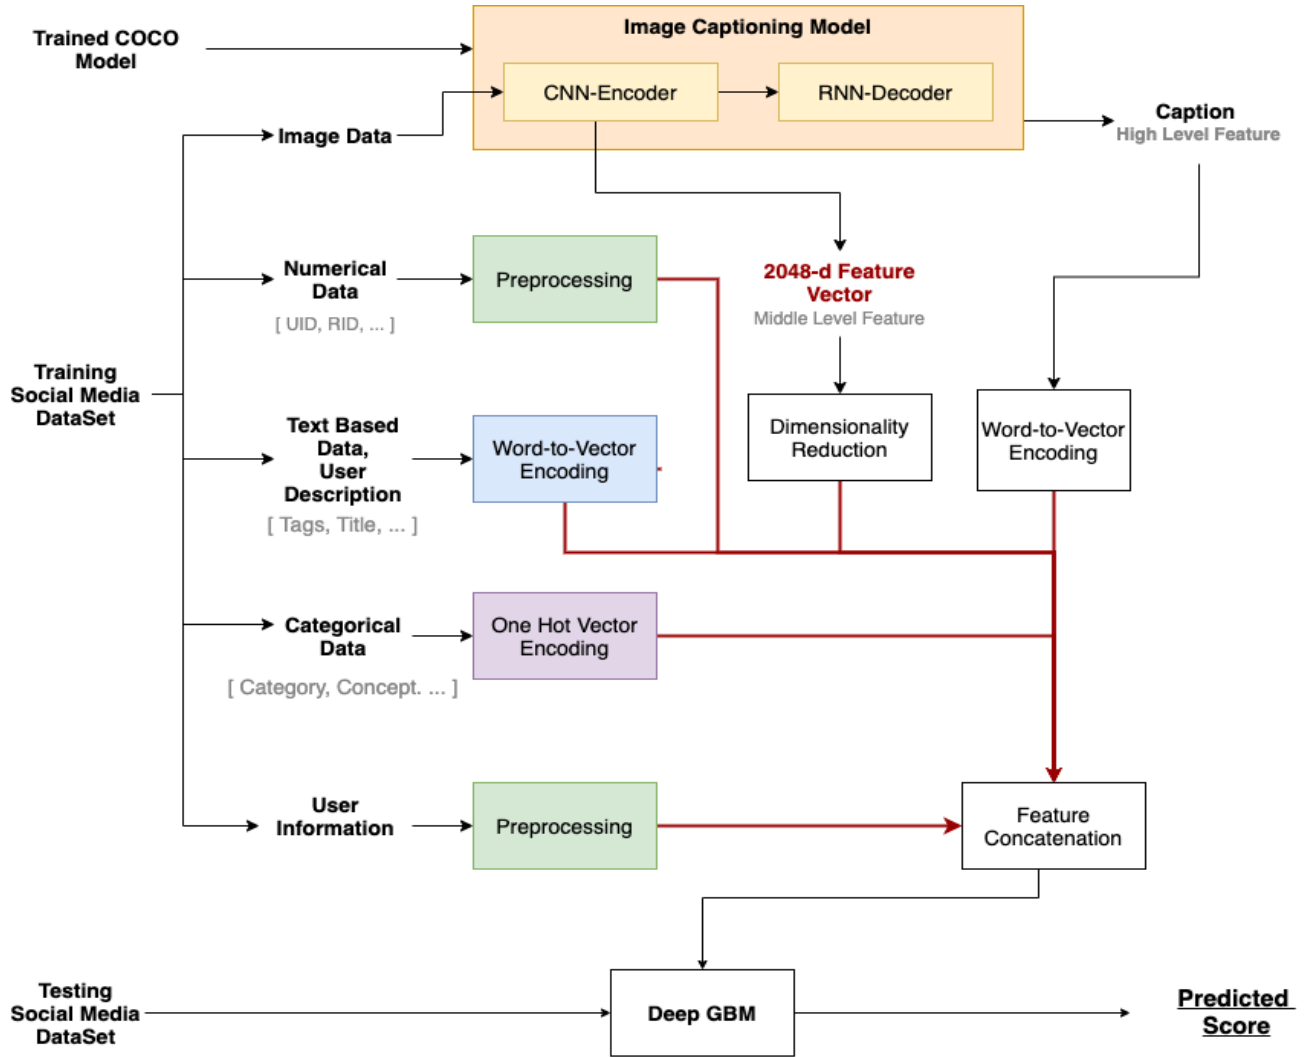 Trained COCO
Model
Image Captioning Model
CNN-Encoder
RNN-Decoder
Image Data
Caption
High Level Feature
Numerical
Data
[ UID, RID, ... ]
Preprocessing
2048-d Feature
Vector
Middle Level Feature
Training
Social Media
DataSet
Text Based
Data,
User
Description
[ Tags, Title, ... ]
Word-to-Vector
Encoding
Dimensionality
Reduction
Word-to-Vector
Encoding
Categorical
Data
[ Category, Concept. ... ]
One Hot Vector
Encoding
User
Information
Preprocessing
Feature
Concatenation
Testing
Social Media
DataSet
Deep GBM
Predicted
Score